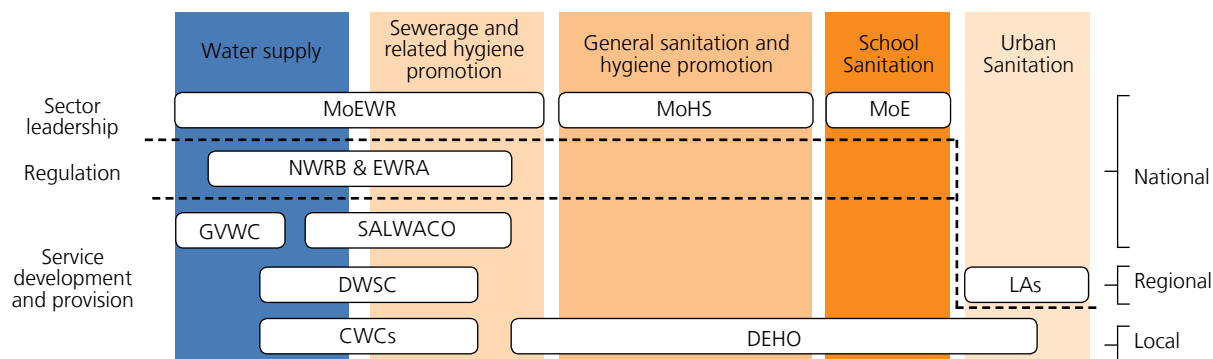 Water supply
Sewerage and
related hygiene
promotion
General sanitation and
hygiene promotion
School
Sanitation
Urban
Sanitation
Sector
leadership
MoEWR
MoHS
MoE
Regulation
NWRB & EWRA
National
GVWC
SALWACO
Service
development
and provision
DWSC
LAs
Regional
CWCs
DEHO
Local